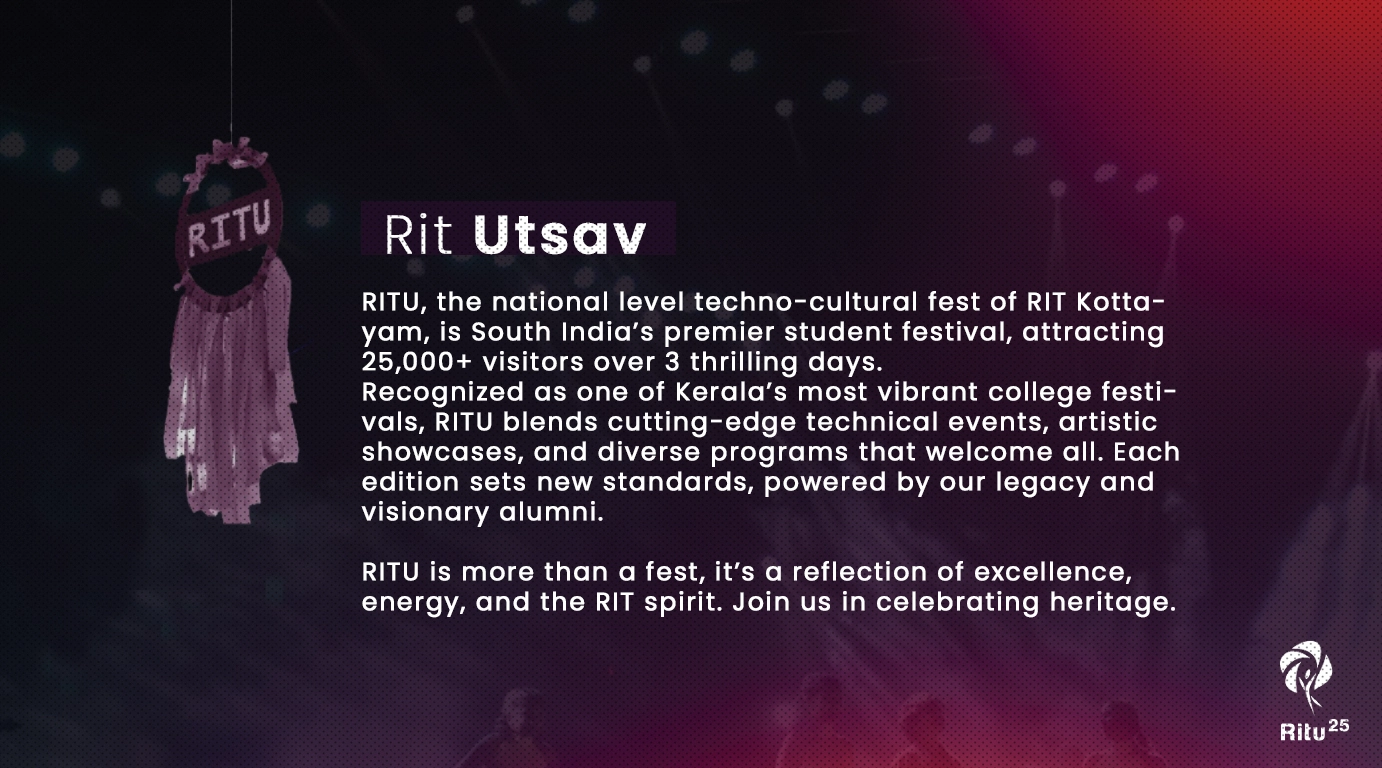 RITU
Rit Utsav
RITU, the national level techno-cultural fest of RIT Kotta-
yam, is South India's premier student festival, attracting
25,000+ visitors over 3 thrilling days.
Recognized as one of Kerala's most vibrant college festi-
vals, RITU blends cutting-edge technical events, artistic
showcases, and diverse programs that welcome all. Each
edition sets new standards, powered by our legacy and
visionary alumni.
RITU is more than a fest, it's a reflection of excellence,
energy, and the RIT spirit. Join us in celebrating heritage.
Ritu 25